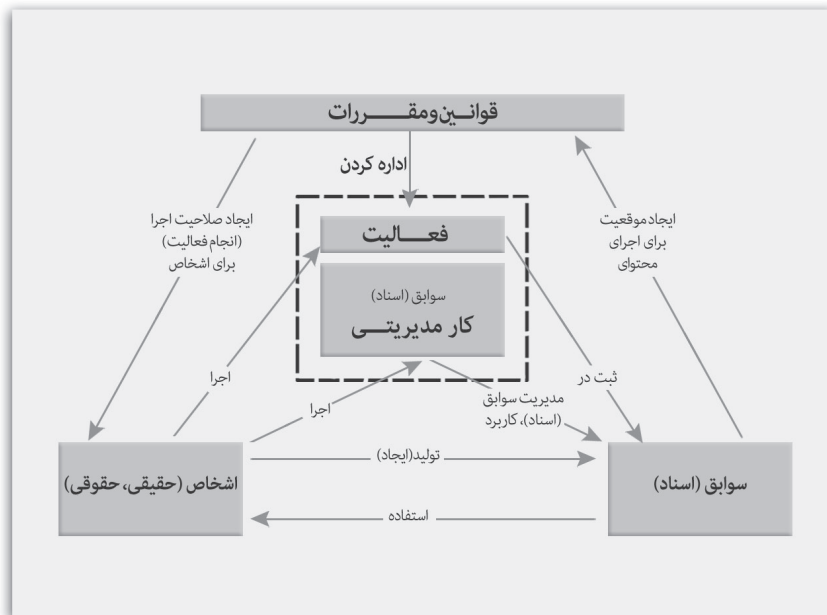 قوانین‌ومقررات
اداره کردن
ایجاد صلاحیت اجرا
(انجام فعالیت)
برای اشخاص
ایجاد موقعیت
برای اجرای
محتوای
فعالیت
سوابق (اسناد)
کار مدیریتی
اجرا
اجرا
ثبت در
مدیریت سوابق
(اسناد)، کاربرد
اشخاص (حقیقی، حقوقی)
تولید(ایجاد)
سوابق (اسناد)
استفاده